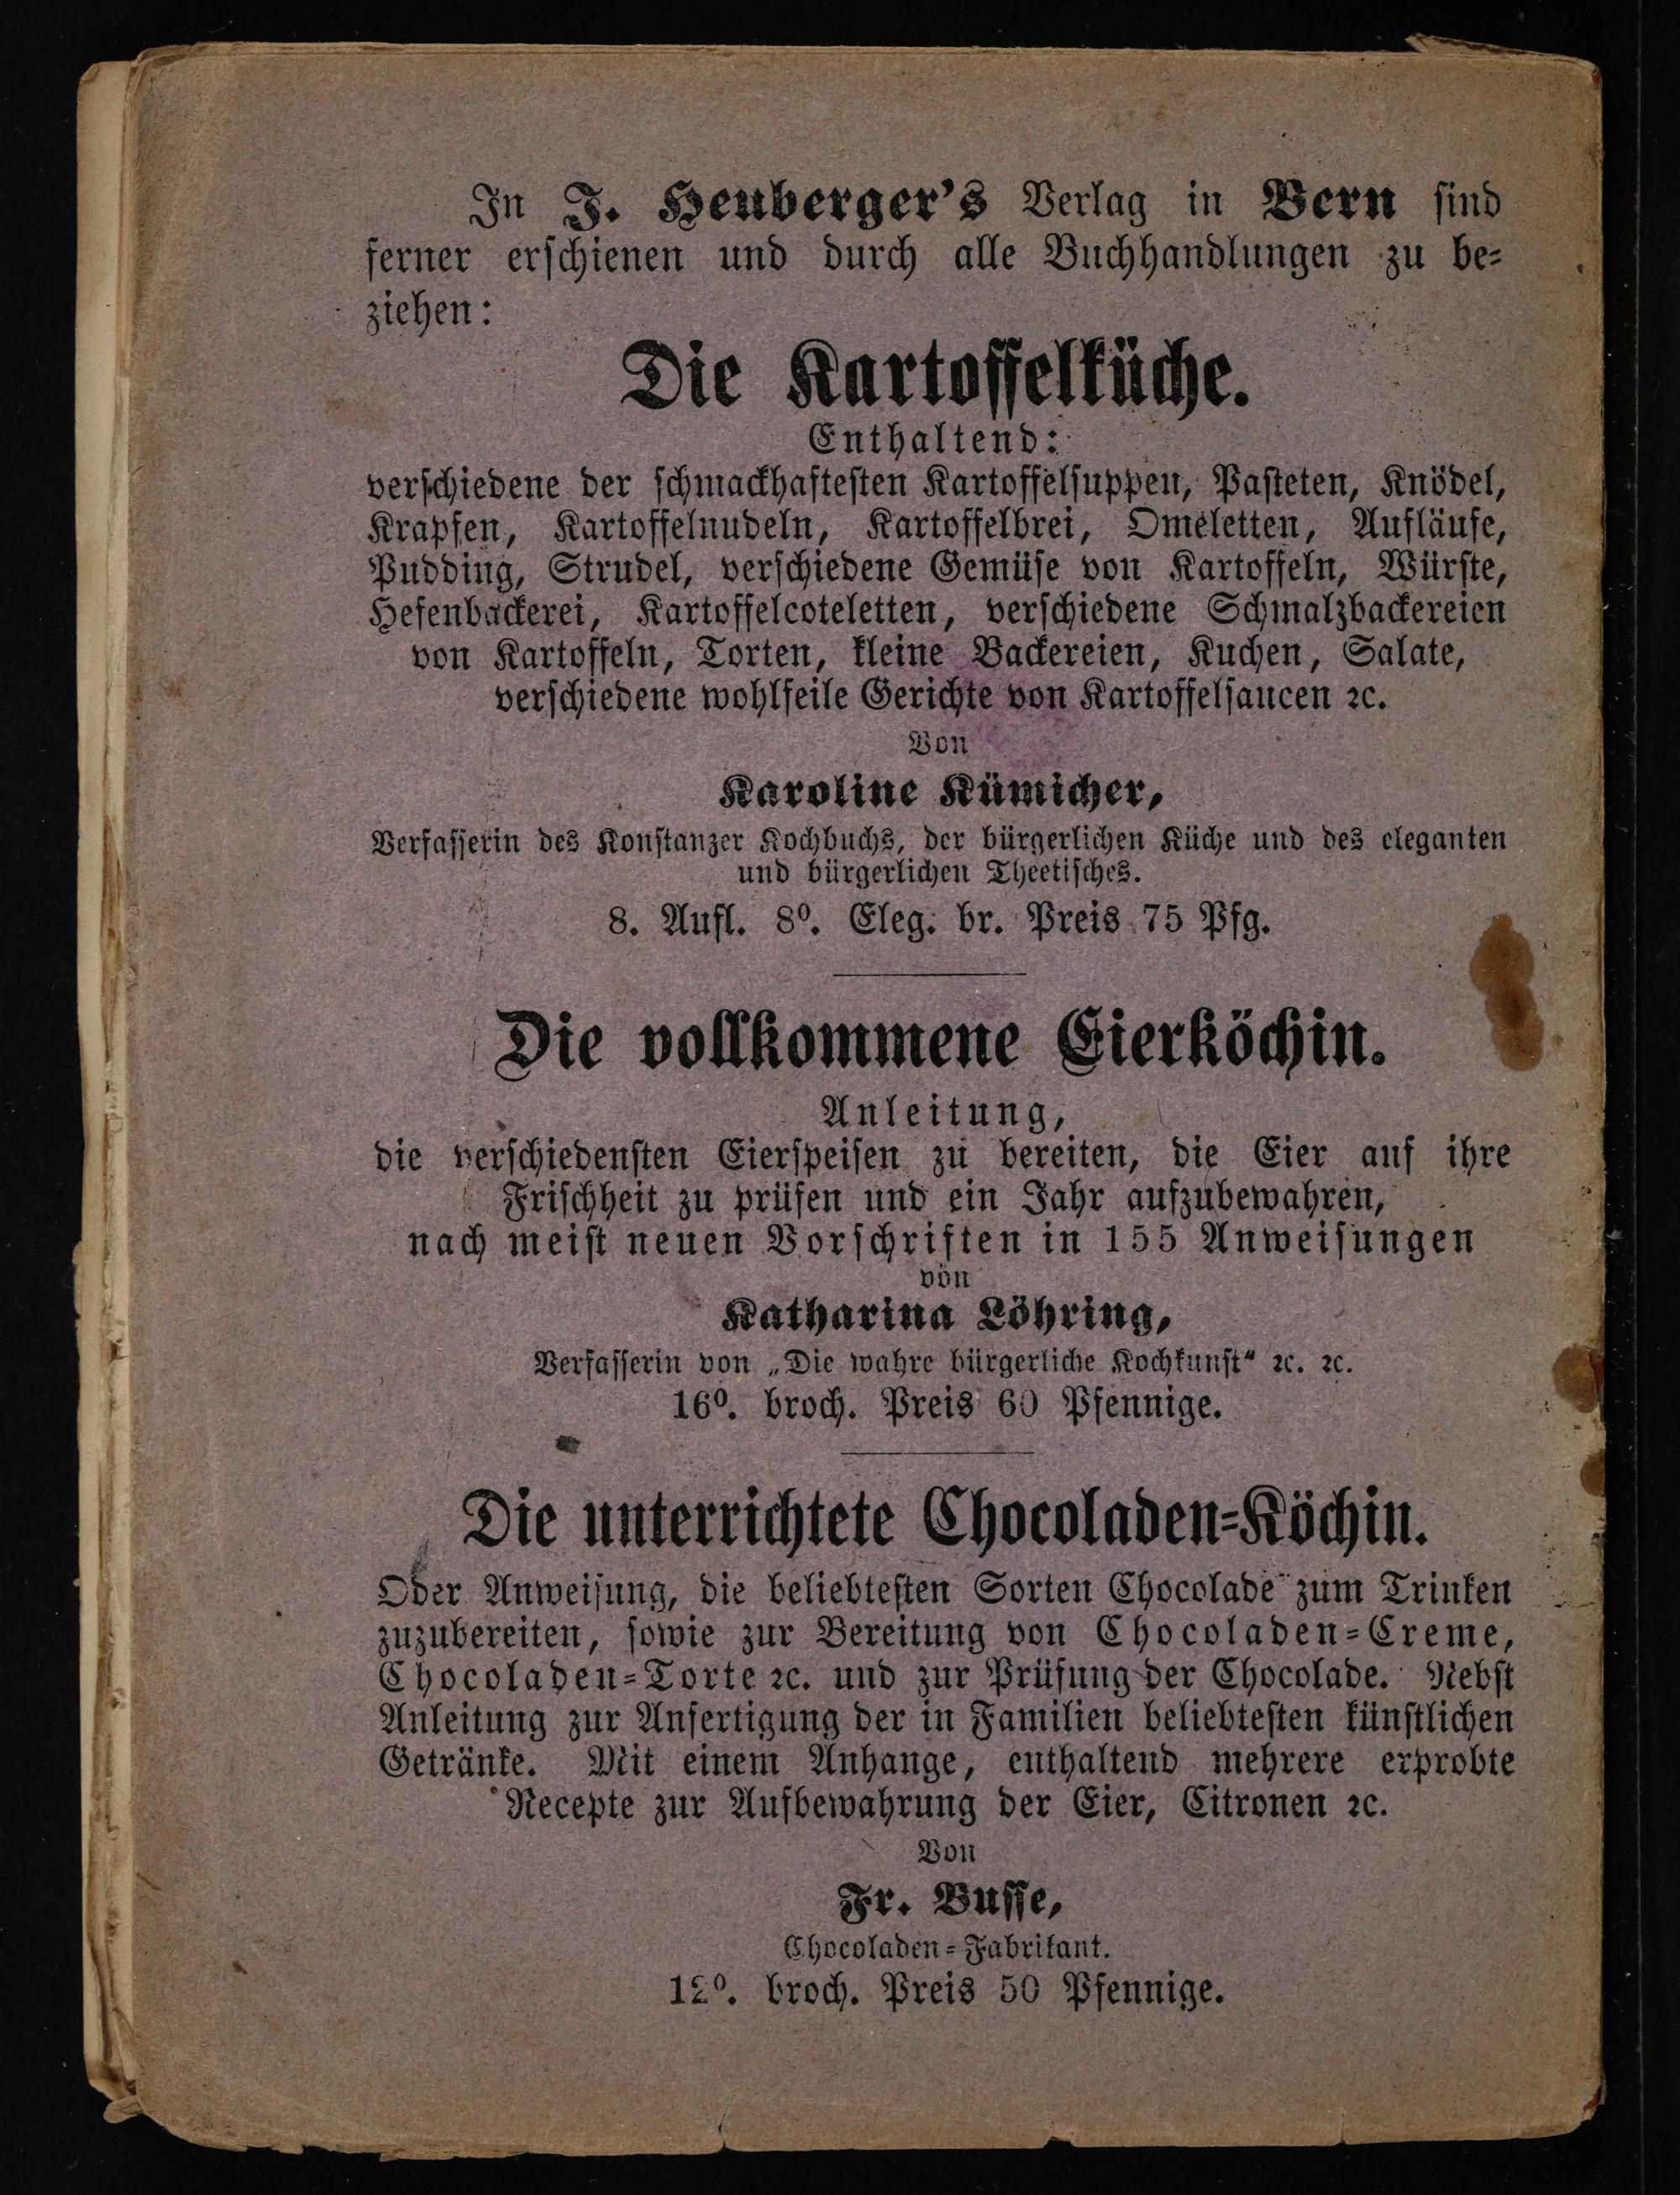 In J. Heuberger's Verlag in Bern sind
ferner erschienen und durch alle Buchhandlungen zu be-
ziehen:
Die Kartoffelküche.
Enthaltend:
verschiedene der schmackhaftesten Kartoffelsuppen, Pasteten, Knödel,
Krapfen, Kartoffelnudeln, Kartoffelbrei, Omeletten, Aufläufe,
Pudding, Strudel, verschiedene Gemüse von Kartoffeln, Würste,
Hefenbackerei, Kartoffelcoteletten, verschiedene Schmalzbackereien
von Kartoffeln, Torten, kleine Backereien, Kuchen, Salate,
verschiedene wohlfeile Gerichte von Kartoffelsaucen ꝛc.
Von
Karoline Kümicher,
Verfasserin des Konstanzer Kochbuchs, der bürgerlichen Küche und des eleganten
und bürgerlichen Theetisches.
8. Aufl. 8⁰. Eleg. br. Preis 75 Pfg.
Die vollkommene Eierköchin.
Anleitung,
die verschiedensten Eierspeisen zu bereiten, die Eier auf ihre
Frischheit zu prüfen und ein Jahr aufzubewahren,
nach meist neuen Vorschriften in 155 Anweisungen
von
Katharina Löhring,
Verfasserin von „Die wahre bürgerliche Kochkunst“ ꝛc. ꝛc.
16⁰. broch. Preis 60 Pfennige.
Die unterrichtete Chocoladen-Köchin.
Oder Anweisung, die beliebtesten Sorten Chocolade zum Trinken
zuzubereiten, sowie zur Bereitung von Chocoladen-Creme,
Chocoladen-Torte ꝛc. und zur Prüfung der Chocolade. Nebst
Anleitung zur Anfertigung der in Familien beliebtesten künstlichen
Getränke. Mit einem Anhange, enthaltend mehrere erprobte
Recepte zur Aufbewahrung der Eier, Citronen ꝛc.
Von
Fr. Busse,
Chocoladen-Fabrikant.
12⁰. broch. Preis 50 Pfennige.